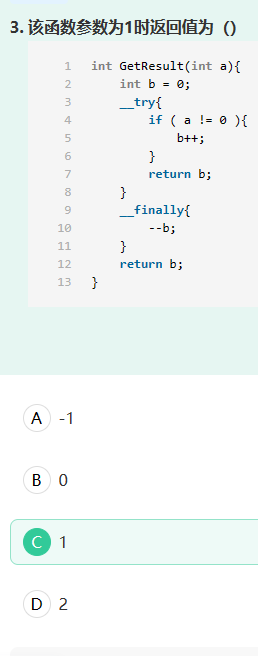 3. 该函数参数为1时返回值为（）
1 int GetResult(int a){
2     int b = 0;
3     __try{
4         if ( a != 0 ){
5             b++;
6         }
7         return b;
8     }
9     __finally{
10         --b;
11     }
12     return b;
13 }
A -1
B 0
C 1
D 2